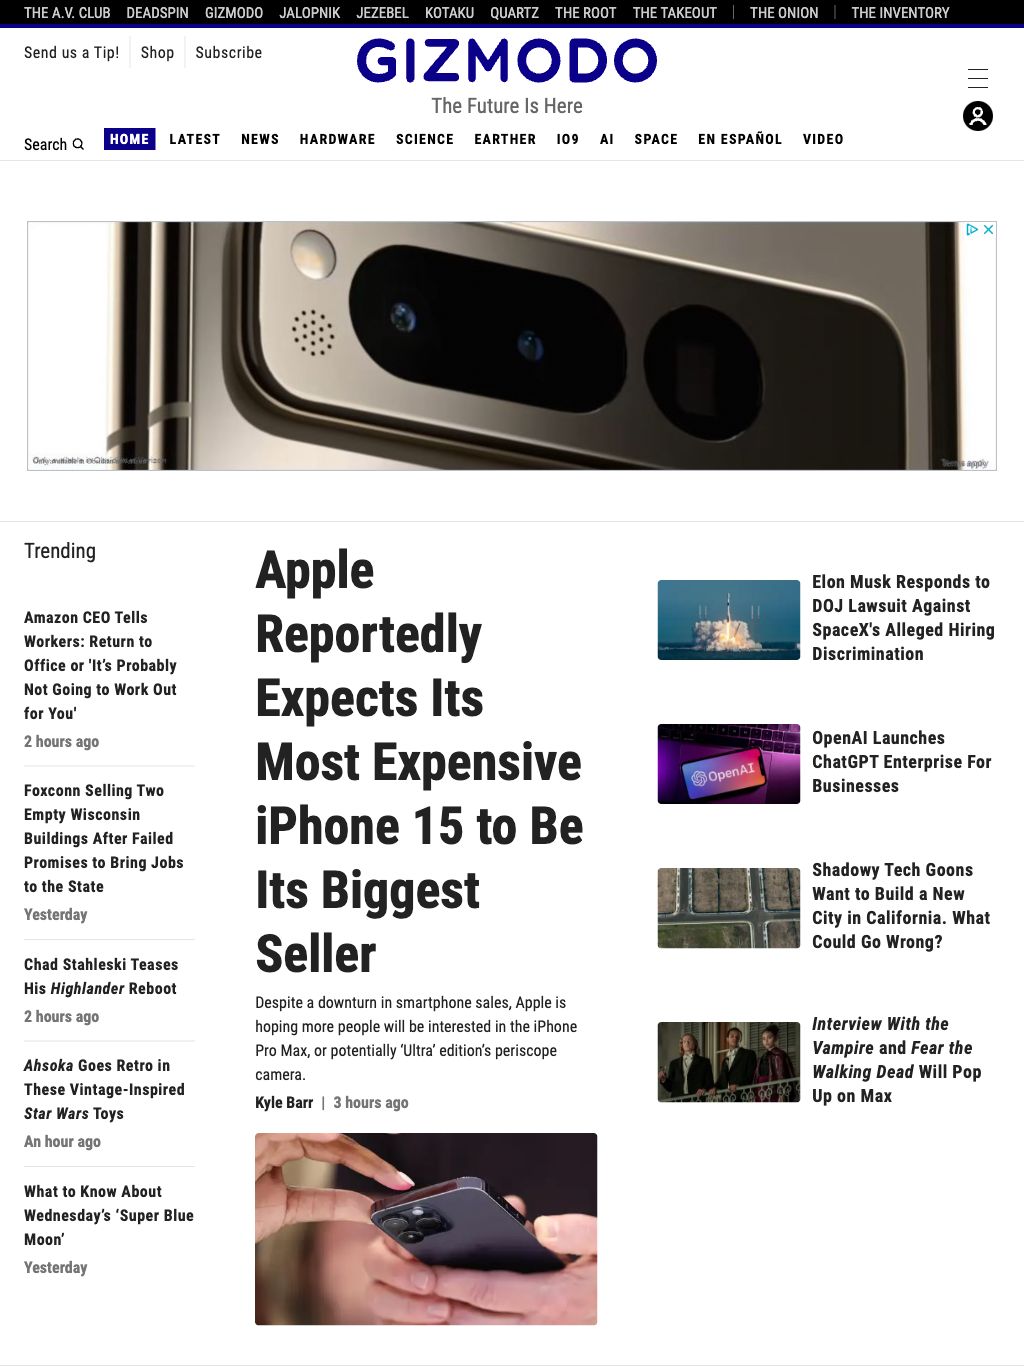 THE A.V. CLUB DEADSPIN GIZMODO JALOPNIK JEZEBEL KOTAKU QUARTZ THE ROOT THE TAKEOUT THE ONION THE INVENTORY
Send us a Tip! Shop Subscribe
GIZMODO
The Future Is Here
Search HOME LATEST NEWS HARDWARE SCIENCE EARTHER IO9 AI SPACE EN ESPAÑOL VIDEO
Trending
Amazon CEO Tells
Workers: Return to
Office or 'It’s Probably
Not Going to Work Out
for You'
2 hours ago
Foxconn Selling Two
Empty Wisconsin
Buildings After Failed
Promises to Bring Jobs
to the State
Yesterday
Chad Stahleski Teases
His Highlander Reboot
2 hours ago
Ahsoka Goes Retro in
These Vintage-Inspired
Star Wars Toys
An hour ago
What to Know About
Wednesday’s ‘Super Blue
Moon’
Yesterday
Apple
Reportedly
Expects Its
Most Expensive
iPhone 15 to Be
Its Biggest
Seller
Despite a downturn in smartphone sales, Apple is
hoping more people will be interested in the iPhone
Pro Max, or potentially ‘Ultra’ edition’s periscope
camera.
Kyle Barr | 3 hours ago
Elon Musk Responds to
DOJ Lawsuit Against
SpaceX's Alleged Hiring
Discrimination
OpenAI
OpenAI Launches
ChatGPT Enterprise For
Businesses
Shadowy Tech Goons
Want to Build a New
City in California. What
Could Go Wrong?
Interview With the
Vampire and Fear the
Walking Dead Will Pop
Up on Max